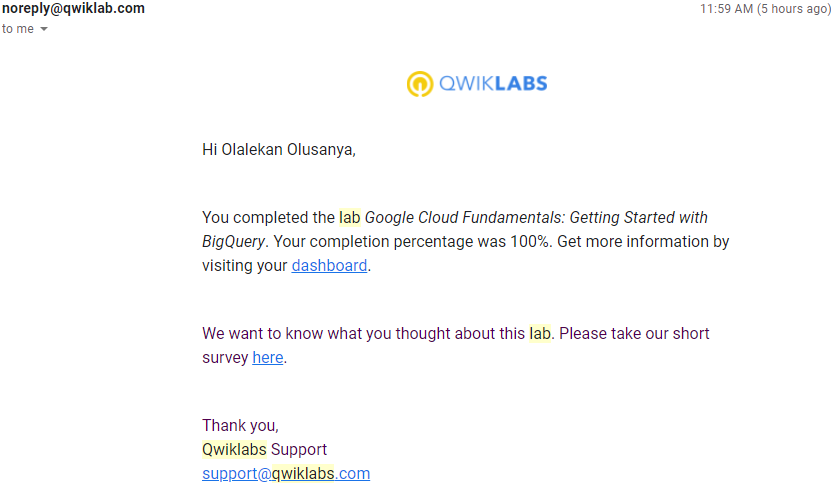 noreply@qwiklab.com
11:59 AM (5 hours ago)
to me
QWIKLABS
Hi Olalekan Olusanya,
You completed the lab Google Cloud Fundamentals: Getting Started with
BigQuery. Your completion percentage was 100%. Get more information by
visiting your dashboard.
We want to know what you thought about this lab. Please take our short
survey here.
Thank you,
Qwiklabs Support
support@qwiklabs.com